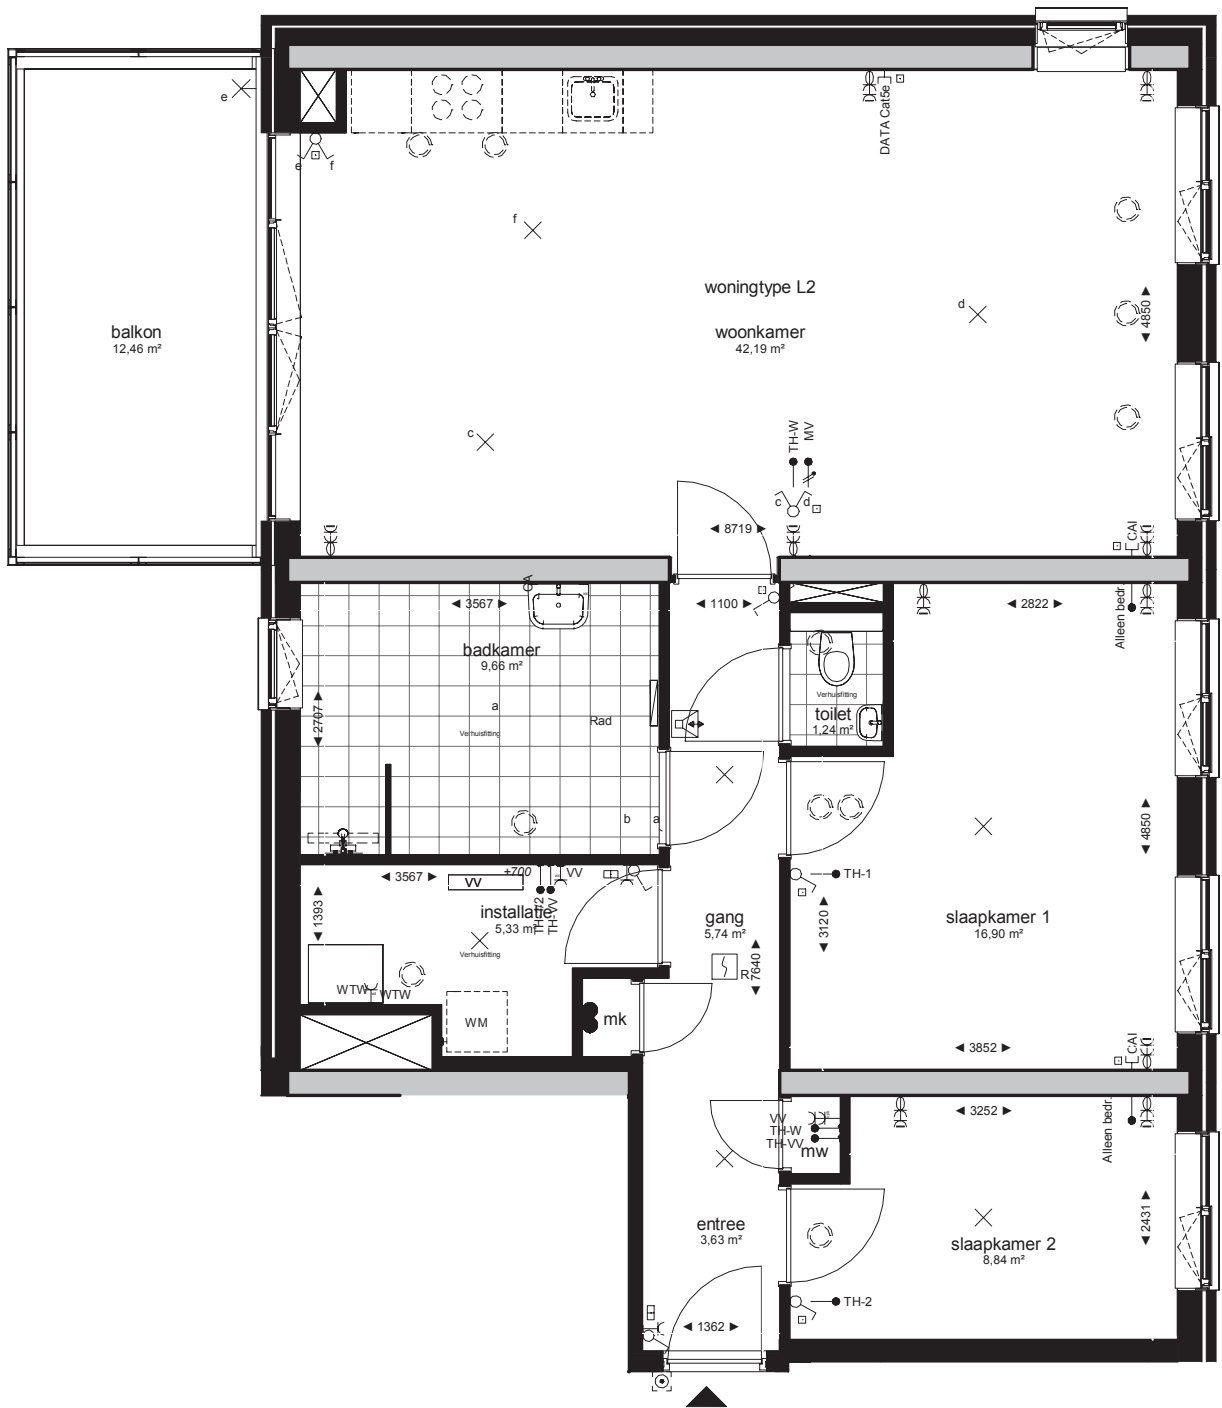 e
e
f
DATA Cat5e
f
woningtype L2
d
4850
balkon
12,46 m²
woonkamer
42,19 m²
c
TH-W
MV
c
d
8719
CAI
3567
1100
2822
Alleen bedr.
badkamer
9,66 m²
2707
a
Rad
Verhuisfitting
Verhuisfitting
toilet
1,24 m²
b
a
4850
3567
VV
+700
VV
TH-1
1393
installatie
5,33 m²
TH-2
TH-VV
gang
5,74 m²
3120
slaapkamer 1
16,90 m²
Verhuisfitting
7640
R
WTW
WTW
WM
mk
3852
CAI
VV
TH-W
TH-VV
mw
3252
Alleen bedr.
entree
3,63 m²
2431
slaapkamer 2
8,84 m²
TH-2
1362